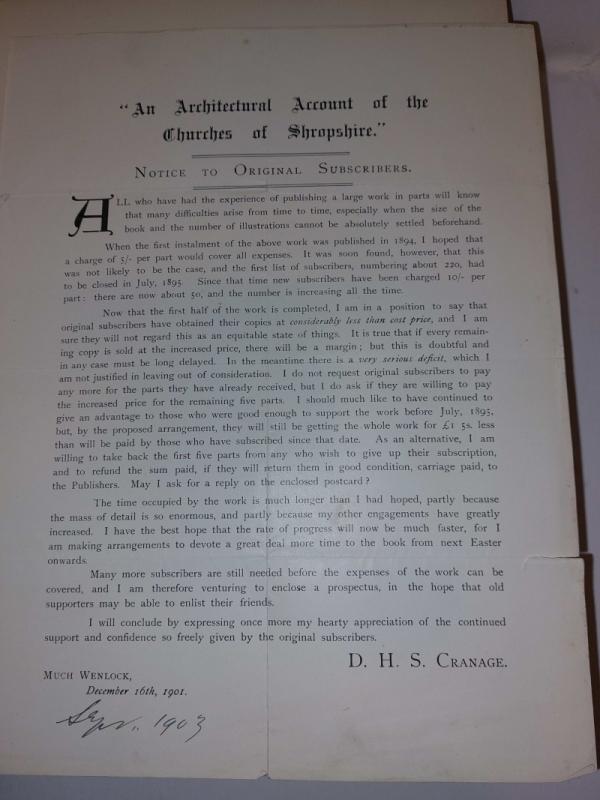 "An Architectural Account of the
Churches of Shropshire."
NOTICE TO ORIGINAL SUBSCRIBERS.
ALL who have had the experience of publishing a large work in parts will know
that many difficulties arise from time to time, especially when the size of the
book and the number of illustrations cannot be absolutely settled beforehand.
When the first instalment of the above work was published in 1894, I hoped that
a charge of 5/- per part would cover all expenses. It was soon found, however, that this
was not likely to be the case, and the first list of subscribers, numbering about 220, had
to be closed in July, 1895. Since that time new subscribers have been charged 10/- per
part: there are now about 50, and the number is increasing all the time.
Now that the first half of the work is completed, I am in a position to say that
original subscribers have obtained their copies at considerably less than cost price, and I am
sure they will not regard this as an equitable state of things. It is true that if every remain-
ing copy is sold at the increased price, there will be a margin; but this is doubtful and
in any case must be long delayed. In the meantime there is a very serious deficit, which I
am not justified in leaving out of consideration. I do not request original subscribers to pay
any more for the parts they have already received, but I do ask if they are willing to pay
the increased price for the remaining five parts. I should much like to have continued to
give an advantage to those who were good enough to support the work before July, 1895,
but, by the proposed arrangement, they will still be getting the whole work for £1 5s. less
than will be paid by those who have subscribed since that date. As an alternative, I am
willing to take back the first five parts from any who wish to give up their subscription,
and to refund the sum paid, if they will return them in good condition, carriage paid, to
the Publishers. May I ask for a reply on the enclosed postcard?
The time occupied by the work is much longer than I had hoped, partly because
the mass of detail is so enormous, and partly because my other engagements have greatly
increased. I have the best hope that the rate of progress will now be much faster, for I
am making arrangements to devote a great deal more time to the book from next Easter
onwards.
Many more subscribers are still needed before the expenses of the work can be
covered, and I am therefore venturing to enclose a prospectus, in the hope that old
supporters may be able to enlist their friends.
I will conclude by expressing once more my hearty appreciation of the continued
support and confidence so freely given by the original subscribers.
D. H. S. CRANAGE.
MUCH WENLOCK,
December 16th, 1901.
1903